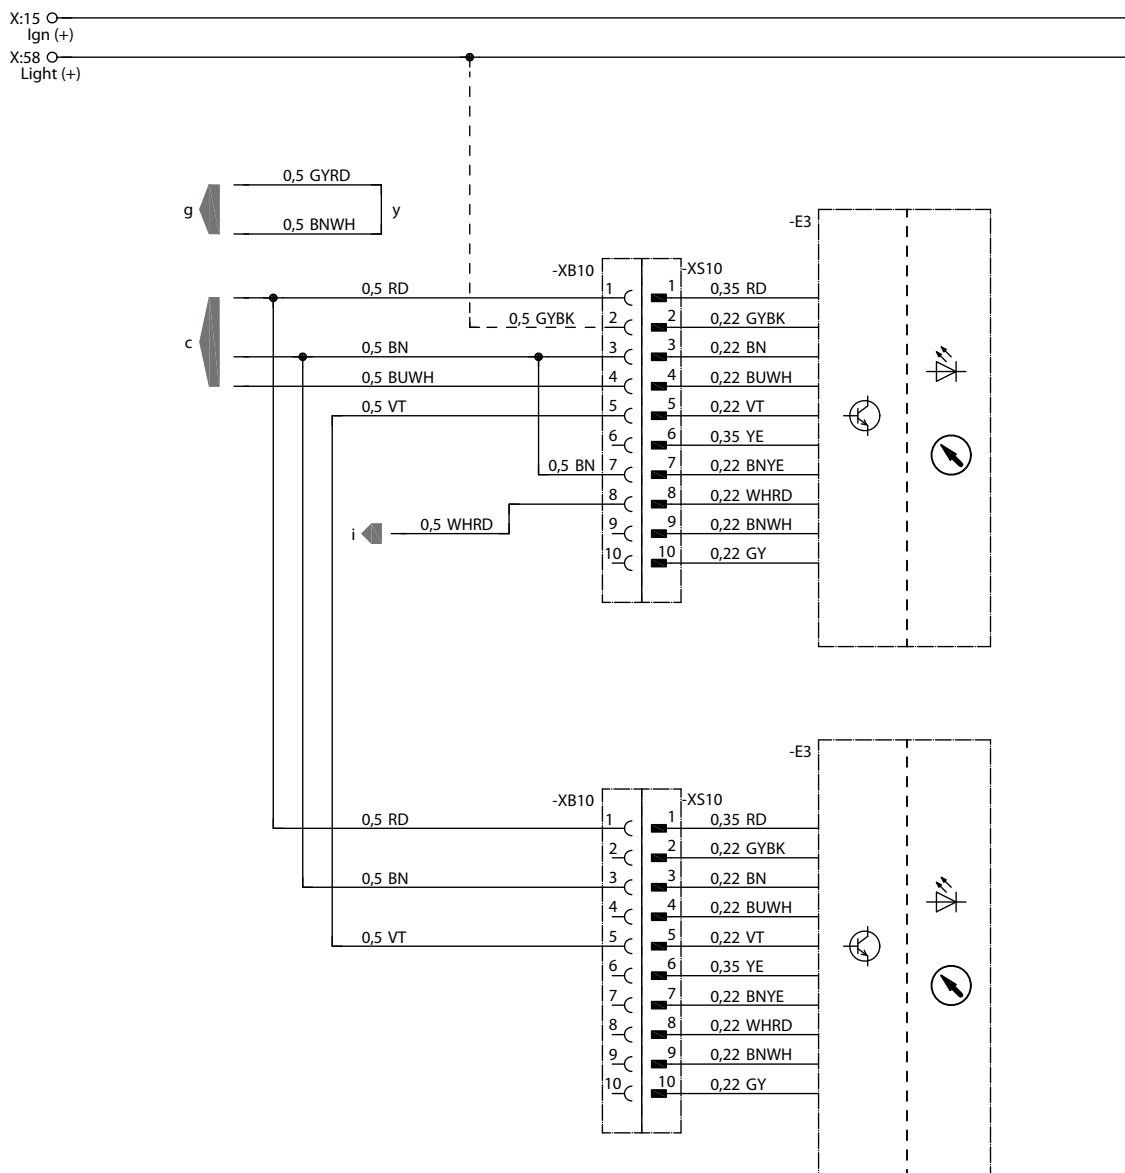 X:15
Ign (+)
X:58
Light (+)
0,5 GYRD
g
y
0,5 BNWH
-E3
-XB10
-XS10
0,5 RD
1
1
0,35 RD
0,5 GYBK
2
2
0,22 GYBK
c
0,5 BN
3
3
0,22 BN
0,5 BUWH
4
4
0,22 BUWH
0,5 VT
5
5
0,22 VT
6
6
0,35 YE
0,5 BN
7
7
0,22 BNYE
8
8
0,22 WHRD
i
0,5 WHRD
9
9
0,22 BNWH
10
10
0,22 GY
-E3
-XB10
-XS10
0,5 RD
1
1
0,35 RD
2
2
0,22 GYBK
0,5 BN
3
3
0,22 BN
4
4
0,22 BUWH
0,5 VT
5
5
0,22 VT
6
6
0,35 YE
7
7
0,22 BNYE
8
8
0,22 WHRD
9
9
0,22 BNWH
10
10
0,22 GY